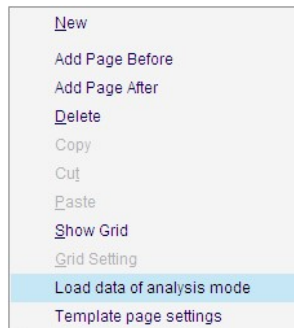 New
Add Page Before
Add Page After
Delete
Copy
Cut
Paste
Show Grid
Grid Setting
Load data of analysis mode
Template page settings